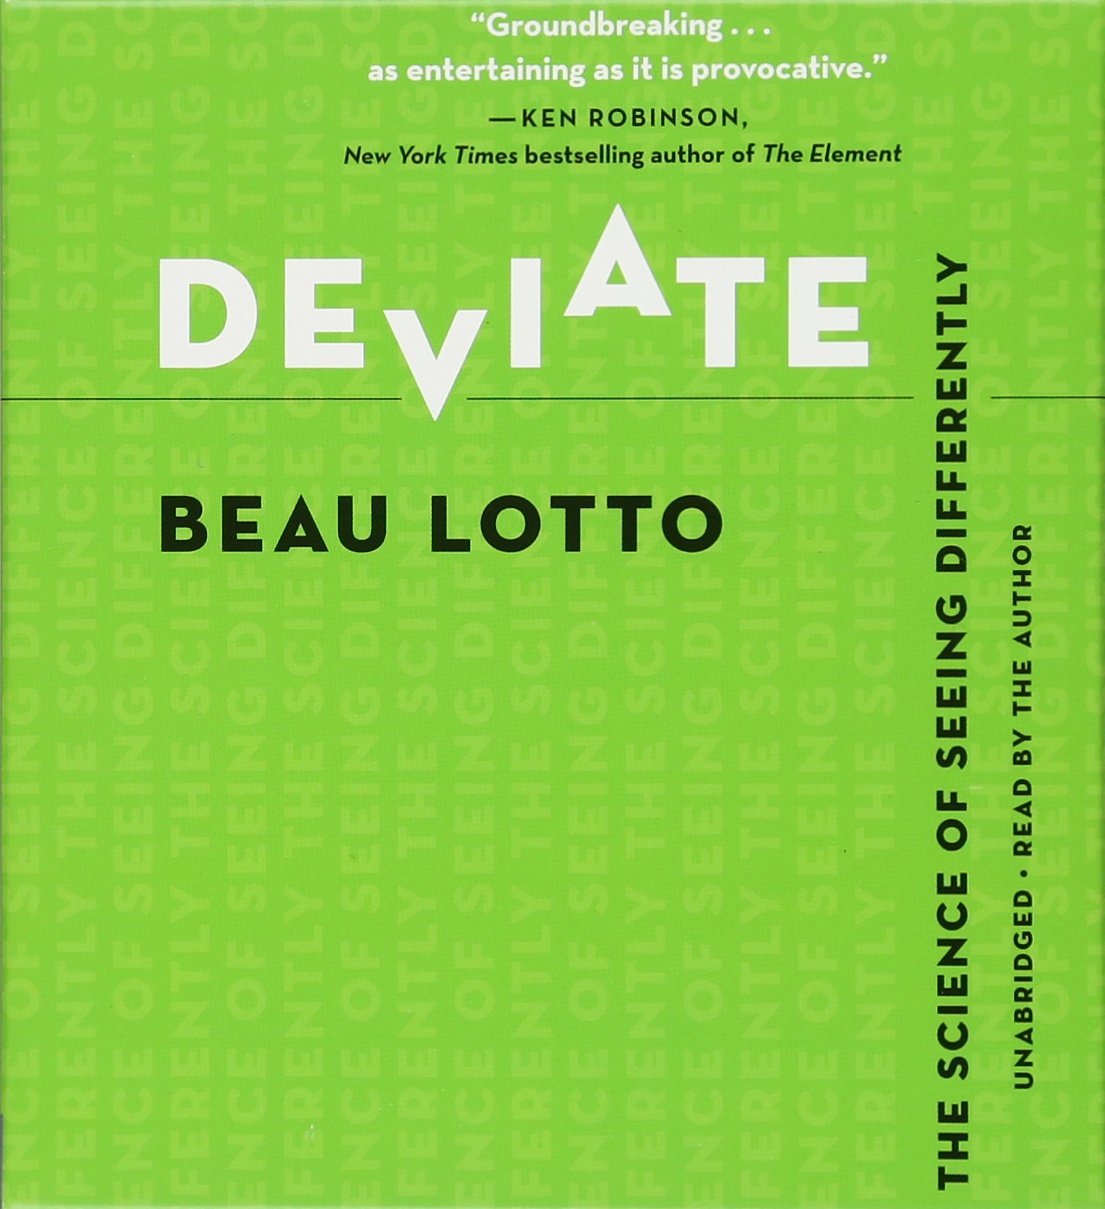 “Groundbreaking . . .
as entertaining as it is provocative.”
—KEN ROBINSON,
New York Times bestselling author of The Element
DEVIATE
BEAU LOTTO
THE SCIENCE OF SEEING DIFFERENTLY
UNABRIDGED • READ BY THE AUTHOR